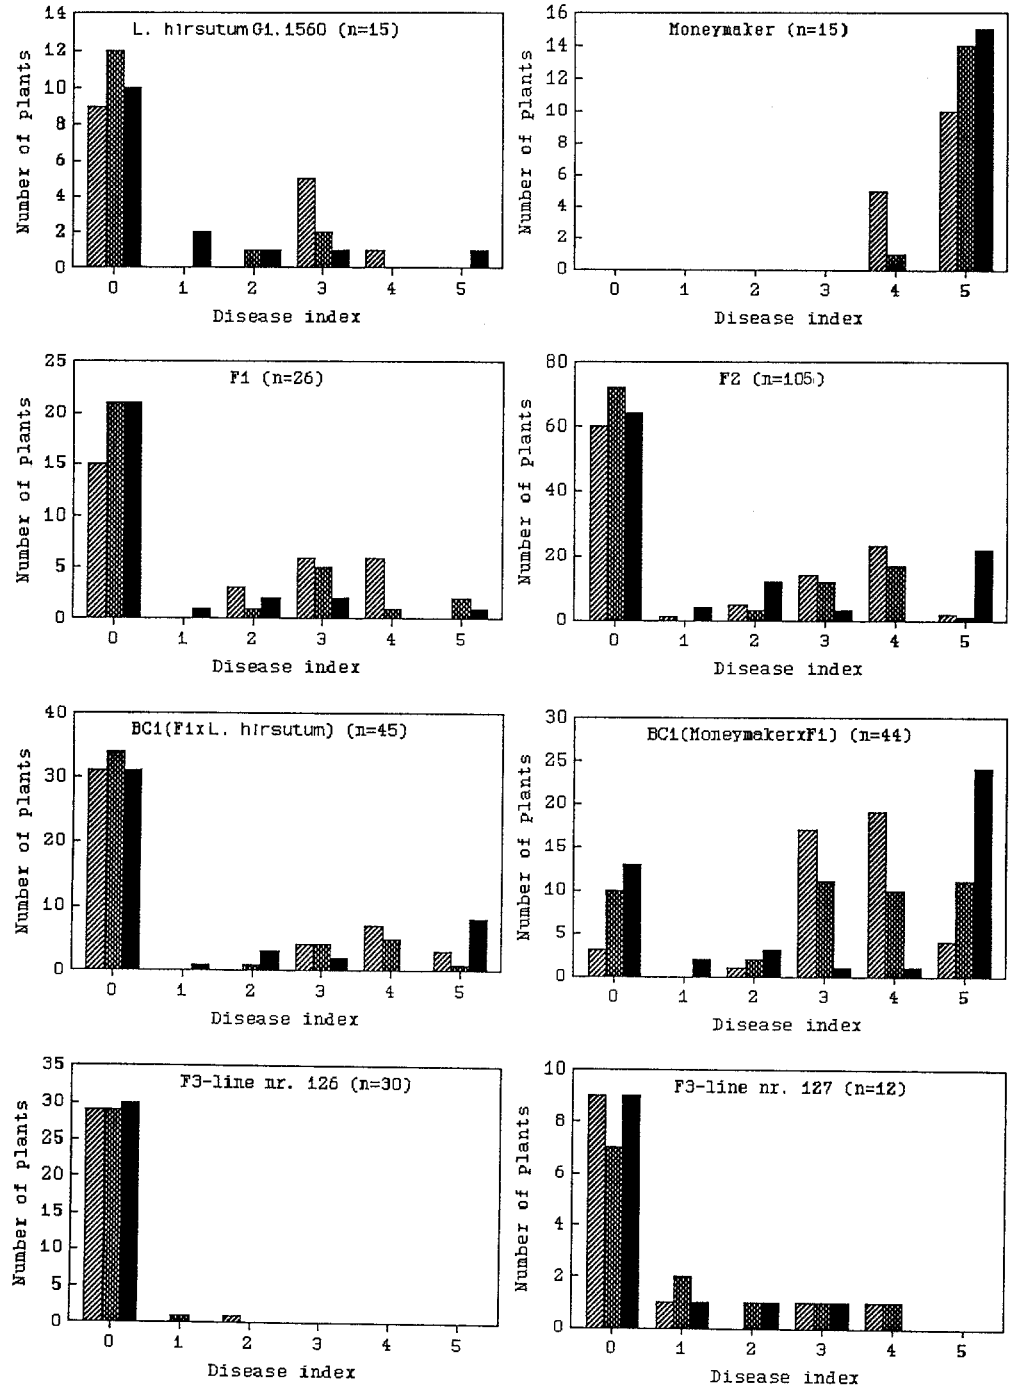 L. hirsutum G1.1560 (n=15)
14
12
10
8
6
4
2
0
Number of plants
0 1 2 3 4 5
Disease index
Moneymaker (n=15)
16
14
12
10
8
6
4
2
0
Number of plants
0 1 2 3 4 5
Disease index
F1 (n=26)
25
20
15
10
5
0
Number of plants
0 1 2 3 4 5
Disease index
F2 (n=105)
80
60
40
20
0
Number of plants
0 1 2 3 4 5
Disease index
BC1(F1xL. hirsutum) (n=45)
40
30
20
10
0
Number of plants
0 1 2 3 4 5
Disease index
BC1(MoneymakerxF1) (n=44)
30
25
20
15
10
5
0
Number of plants
0 1 2 3 4 5
Disease index
F3-line nr. 126 (n=30)
35
30
25
20
15
10
5
0
Number of plants
0 1 2 3 4 5
Disease index
F3-line nr. 127 (n=12)
10
8
6
4
2
0
Number of plants
0 1 2 3 4 5
Disease index